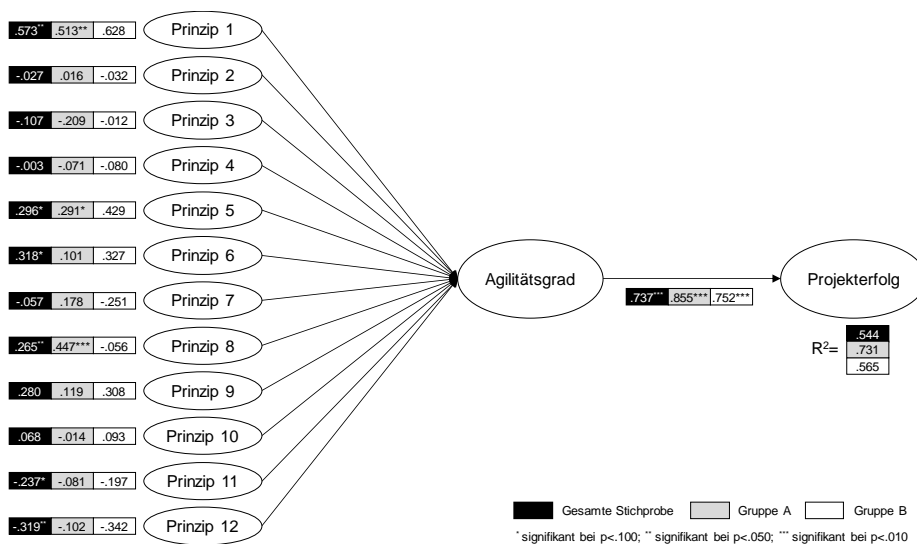 .573** .513** .628 Prinzip 1
-.027 .016 -.032 Prinzip 2
-.107 -.209 -.012 Prinzip 3
-.003 -.071 -.080 Prinzip 4
.296* .291* .429 Prinzip 5
.318* .101 .327 Prinzip 6
-.057 .178 -.251 Prinzip 7
.265** .447*** -.056 Prinzip 8
.280 .119 .308 Prinzip 9
.068 -.014 .093 Prinzip 10
-.237* -.081 -.197 Prinzip 11
-.319** -.102 -.342 Prinzip 12
Agilitätsgrad
.737*** .855*** .752***
Projekterfolg
R²=
.544
.731
.565
Gesamte Stichprobe Gruppe A Gruppe B
* signifikant bei p<.100; ** signifikant bei p<.050; *** signifikant bei p<.010